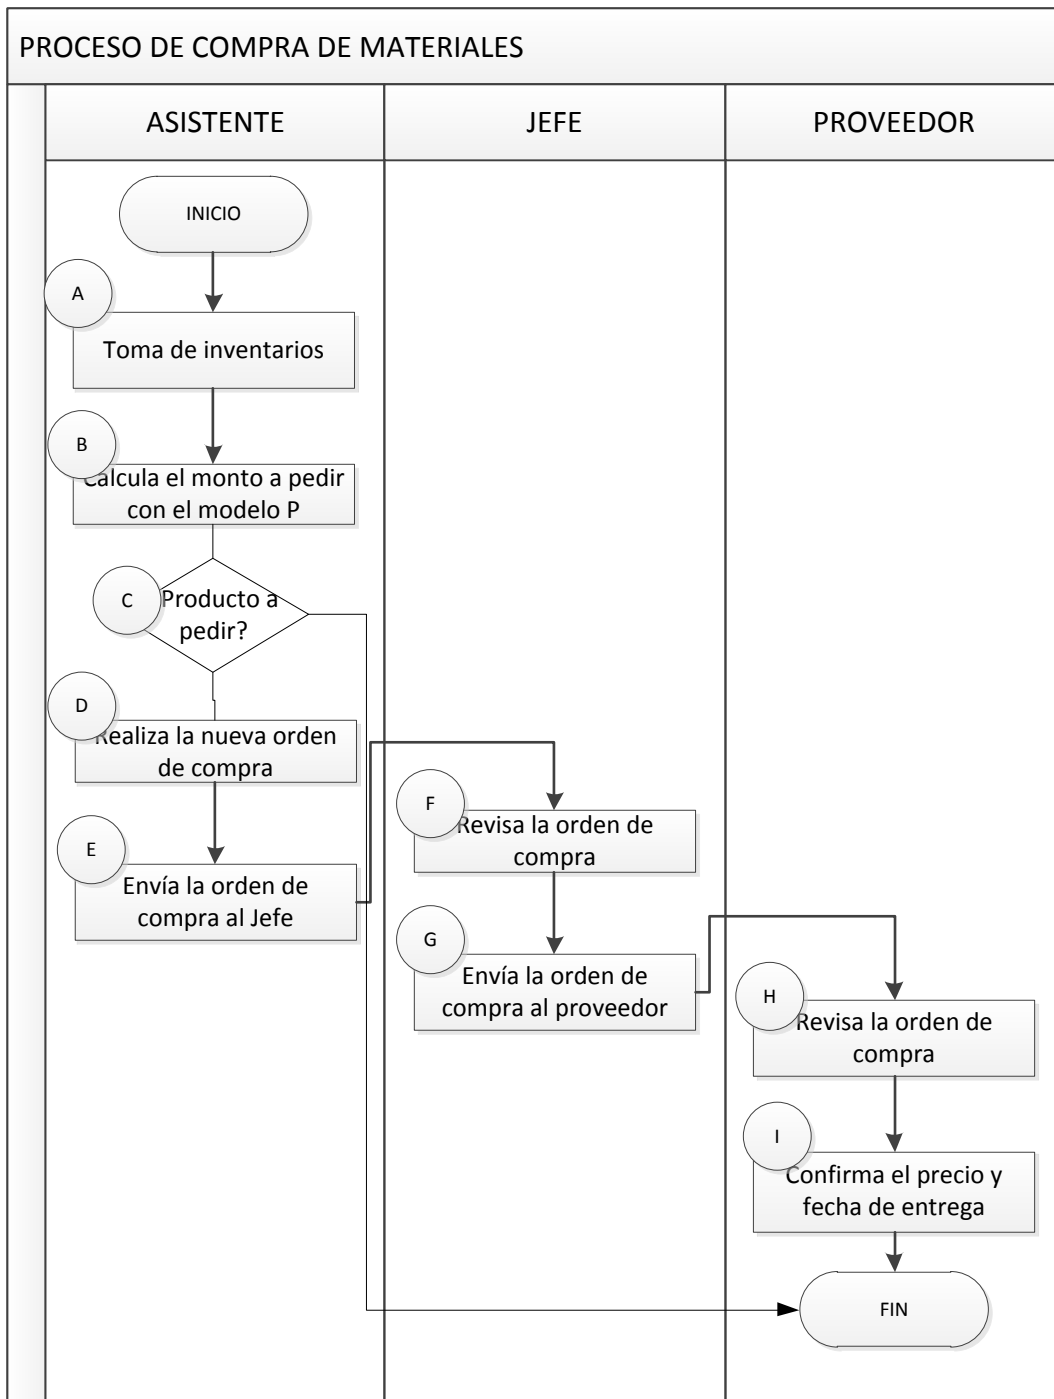 PROCESO DE COMPRA DE MATERIALES
ASISTENTE
JEFE
PROVEEDOR
INICIO
A
Toma de inventarios
B
Calcula el monto a pedir
con el modelo P
C
Producto a
pedir?
D
Realiza la nueva orden
de compra
E
Envía la orden de
compra al Jefe
F
Revisa la orden de
compra
G
Envía la orden de
compra al proveedor
H
Revisa la orden de
compra
I
Confirma el precio y
fecha de entrega
FIN